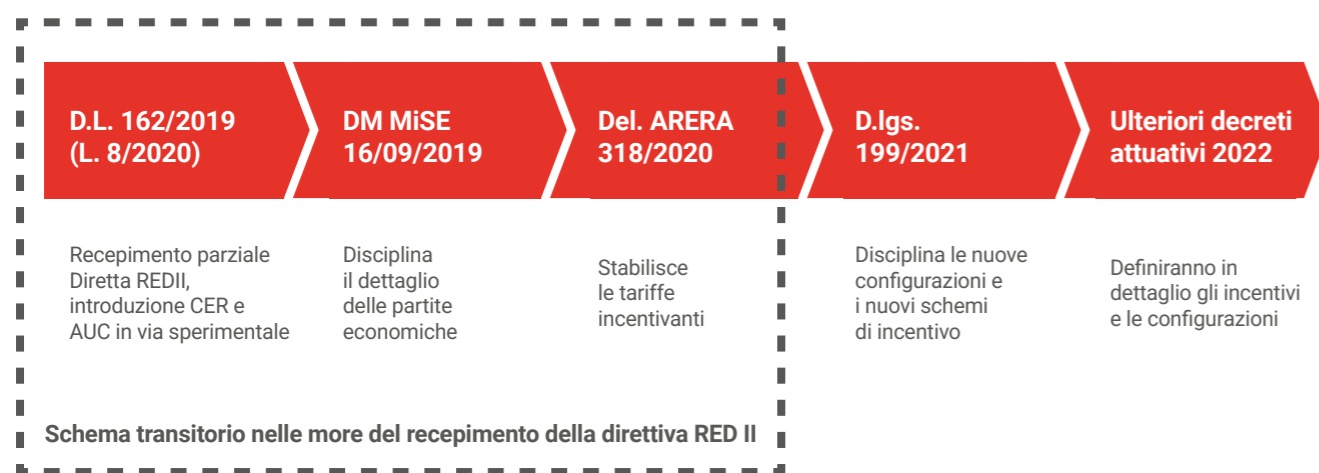 D.L. 162/2019
(L. 8/2020)
DM MiSE
16/09/2019
Del. ARERA
318/2020
D.lgs.
199/2021
Ulteriori decreti
attuativi 2022
Recepimento parziale
Diretta REDII,
introduzione CER e
AUC in via sperimentale
Disciplina
il dettaglio
delle partite
economiche
Stabilisce
le tariffe
incentivanti
Disciplina le nuove
configurazioni e
i nuovi schemi
di incentivo
Definiranno in
dettaglio gli incentivi
e le configurazioni
Schema transitorio nelle more del recepimento della direttiva RED II